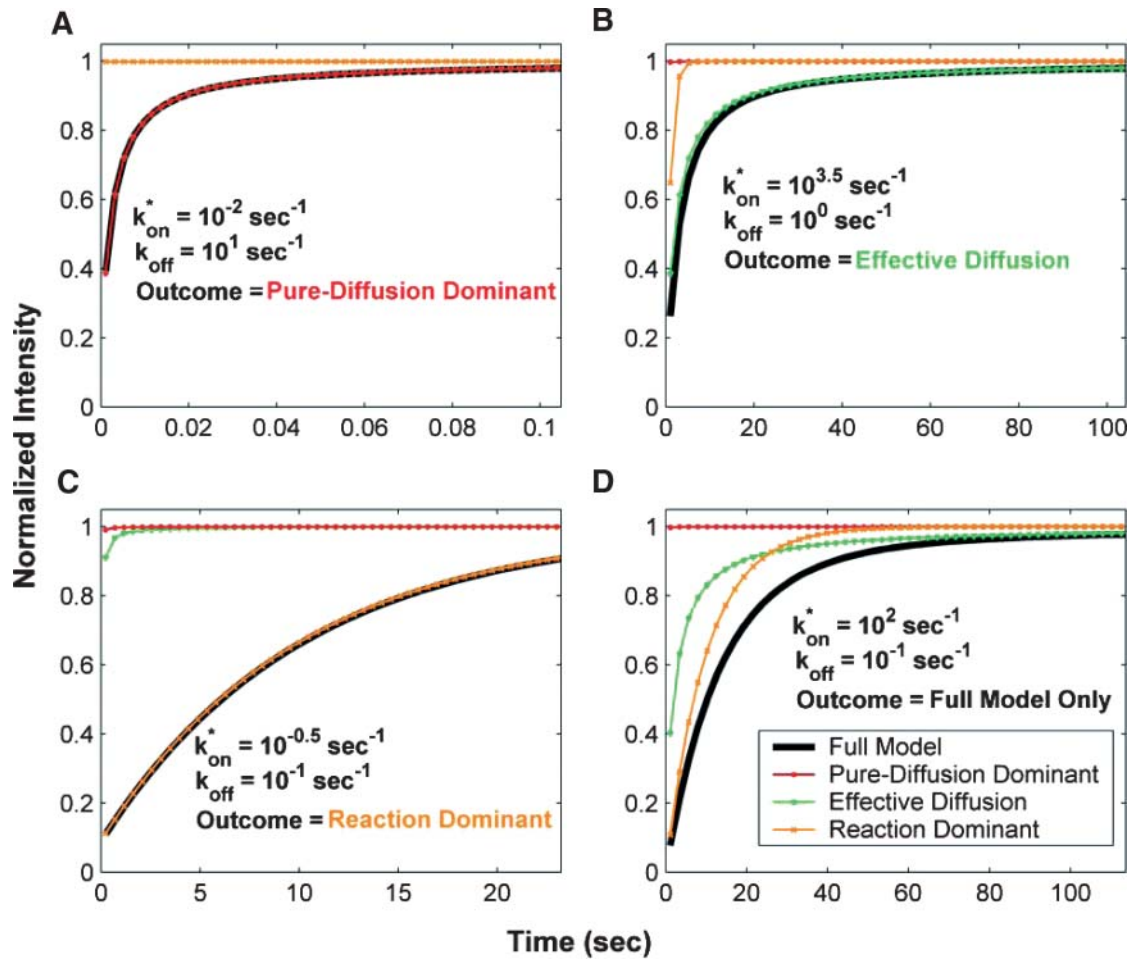 A
1
0.8
0.6
0.4
0.2
0
k*on = 10-2 sec-1
koff = 101 sec-1
Outcome = Pure-Diffusion Dominant
0 0.02 0.04 0.06 0.08 0.1
B
1
0.8
0.6
0.4
0.2
0
k*on = 103.5 sec-1
koff = 100 sec-1
Outcome = Effective Diffusion
0 20 40 60 80 100
Normalized Intensity
C
1
0.8
0.6
0.4
0.2
0
k*on = 10-0.5 sec-1
koff = 10-1 sec-1
Outcome = Reaction Dominant
0 5 10 15 20
D
1
0.8
0.6
0.4
0.2
0
k*on = 102 sec-1
koff = 10-1 sec-1
Outcome = Full Model Only
Full Model
Pure-Diffusion Dominant
Effective Diffusion
Reaction Dominant
0 20 40 60 80 100
Time (sec)